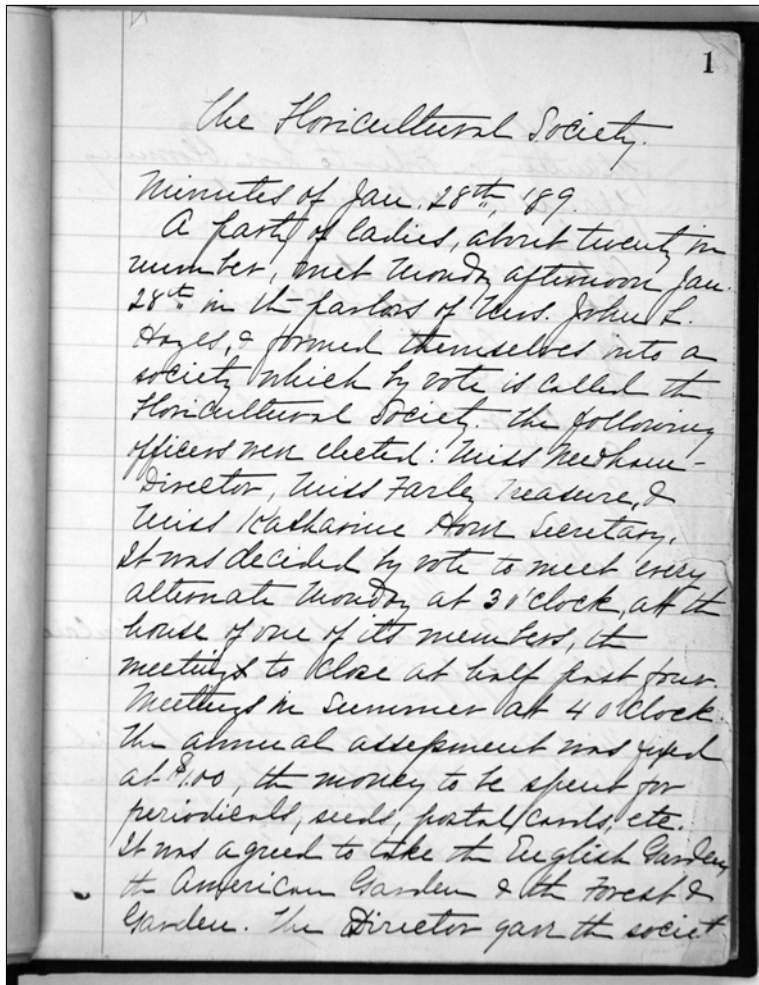 1
The Floricultural Society.
Minutes of Jan. 28th, '89.
A party of ladies, about twenty in
number, met Monday afternoon Jan.
28th in the parlors of Mrs. John L.
Hayes, & formed themselves into a
society which by vote is called the
Floricultural Society. The following
officers were elected: Miss Needham -
Director, Miss Farley Treasurer, &
Miss Katharine Secretary.
It was decided by vote to meet every
alternate Monday at 3 o'clock, at the
house of one of its members, the
meetings to close at half past four.
Meetings in Summer at 4 o'clock.
The annual assessment was fixed
at $1.00, the money to be spent for
periodicals, seeds, postal cards, etc.
It was agreed to take the English Garden,
the American Garden & the Forest &
Garden. The Director gave the societ